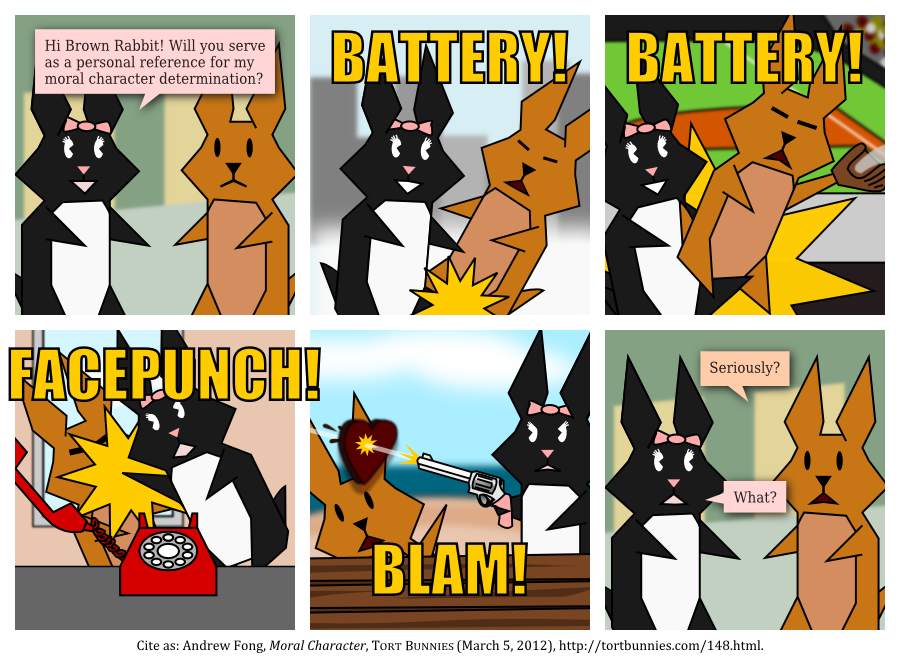 Hi Brown Rabbit! Will you serve
as a personal reference for my
moral character determination?
BATTERY!
BATTERY!
FACEPUNCH!
BLAM!
Seriously?
What?
Cite as: Andrew Fong, Moral Character, Tort Bunnies (March 5, 2012), http://tortbunnies.com/148.html.